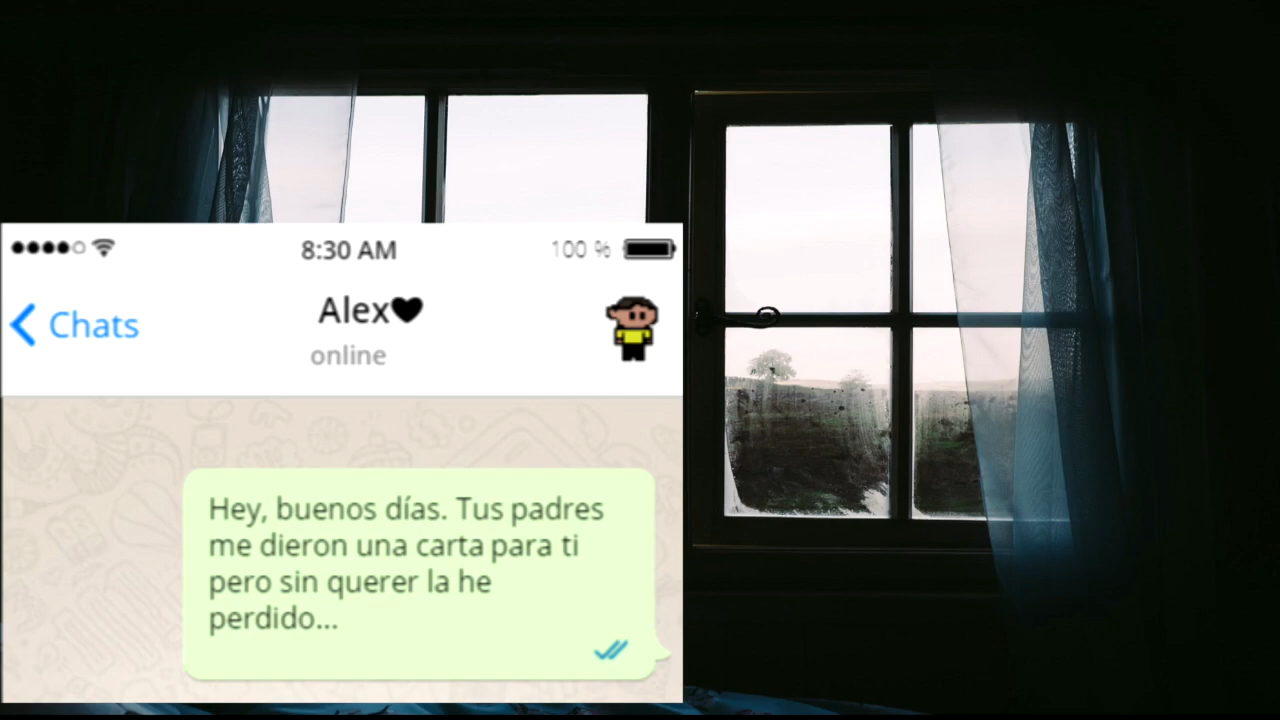 8:30 AM
100 %
Chats
Alex🖤
online
Hey, buenos días. Tus padres
me dieron una carta para ti
pero sin querer la he
perdido...